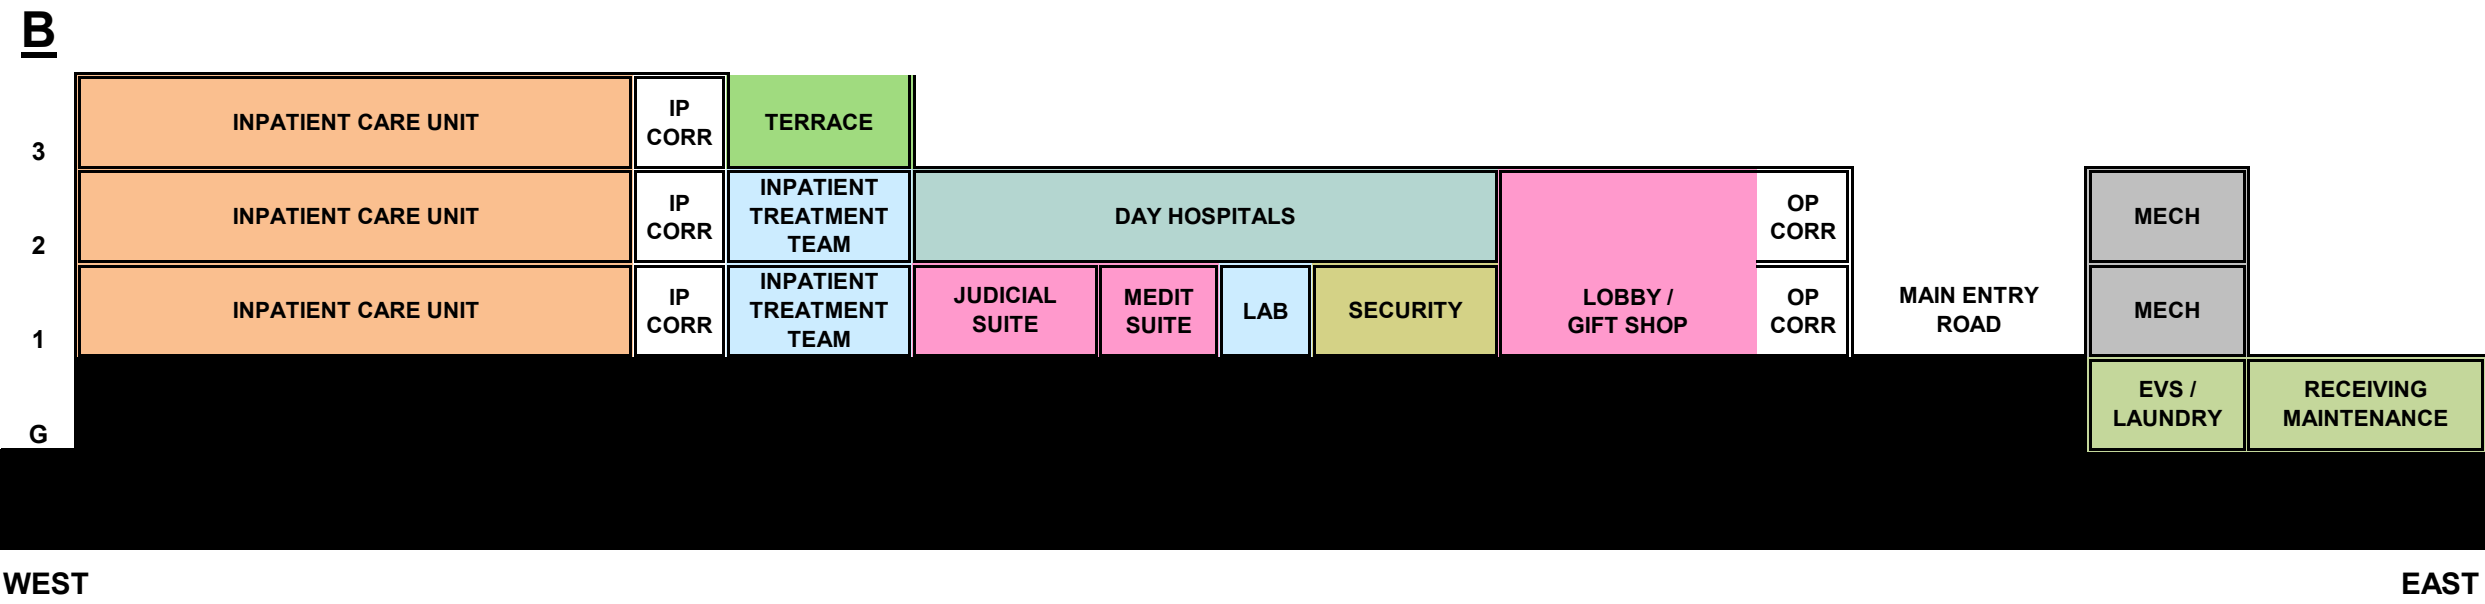 B
INPATIENT CARE UNIT
IP
CORR
TERRACE
3
INPATIENT CARE UNIT
IP
CORR
INPATIENT
TREATMENT
TEAM
DAY HOSPITALS
OP
CORR
MECH
2
INPATIENT CARE UNIT
IP
CORR
INPATIENT
TREATMENT
TEAM
JUDICIAL
SUITE
MEDIT
SUITE
LAB
SECURITY
LOBBY /
GIFT SHOP
OP
CORR
MAIN ENTRY
ROAD
MECH
1
EVS /
LAUNDRY
RECEIVING
MAINTENANCE
G
WEST
EAST